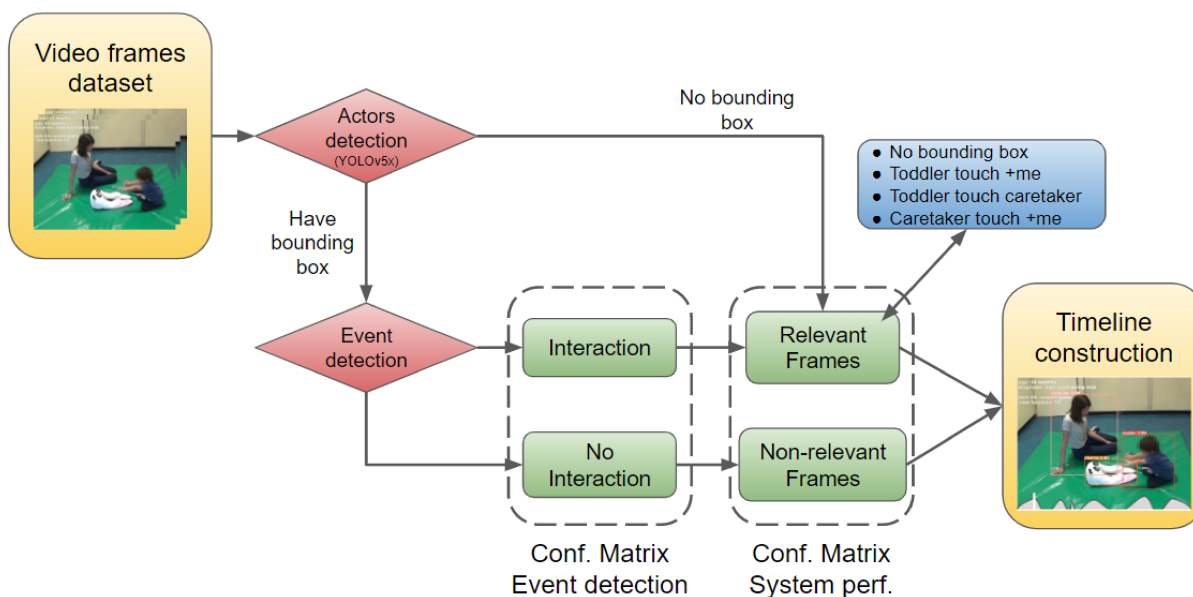 Video frames
dataset
Actors
detection
(YOLOv5x)
No bounding
box
● No bounding box
● Toddler touch +me
● Toddler touch caretaker
● Caretaker touch +me
Have
bounding
box
Event
detection
Interaction
Relevant
Frames
No
Interaction
Non-relevant
Frames
Timeline
construction
Conf. Matrix
Event detection
Conf. Matrix
System perf.